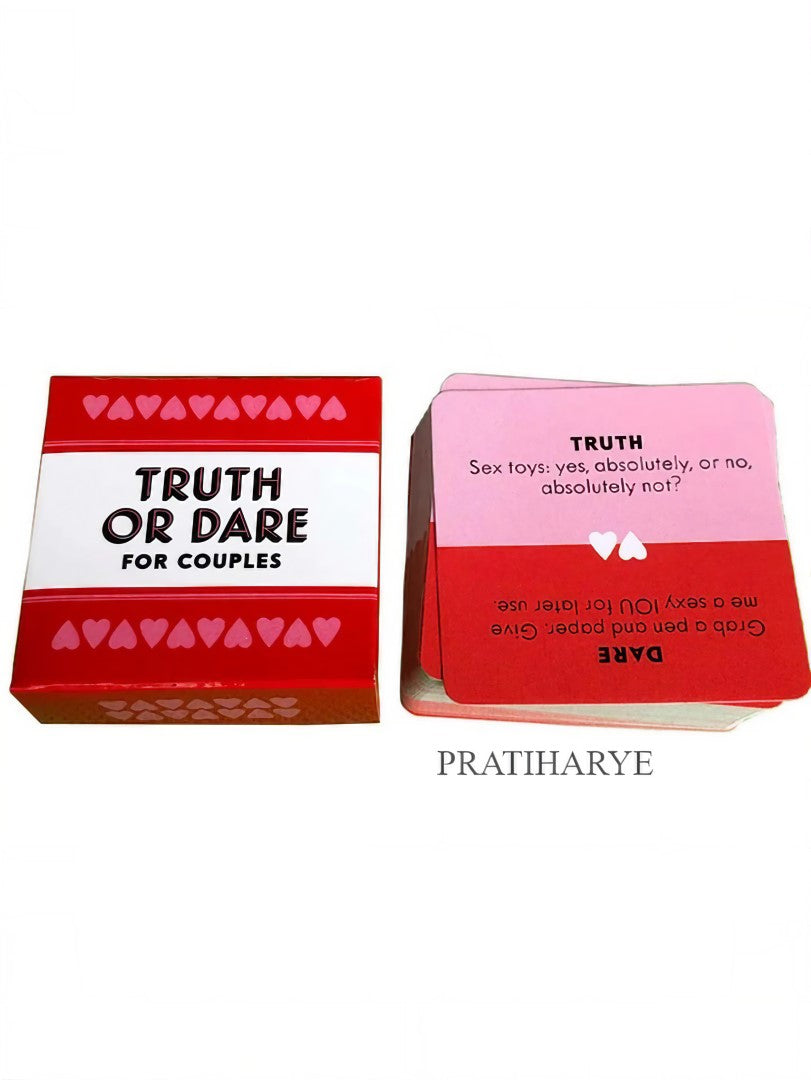 TRUTH
OR DARE
FOR COUPLES
TRUTH
Sex toys: yes, absolutely, or no,
absolutely not?
DARE
Grab a pen and paper. Give
me a sexy IOU for later use.
PRATIHARYE